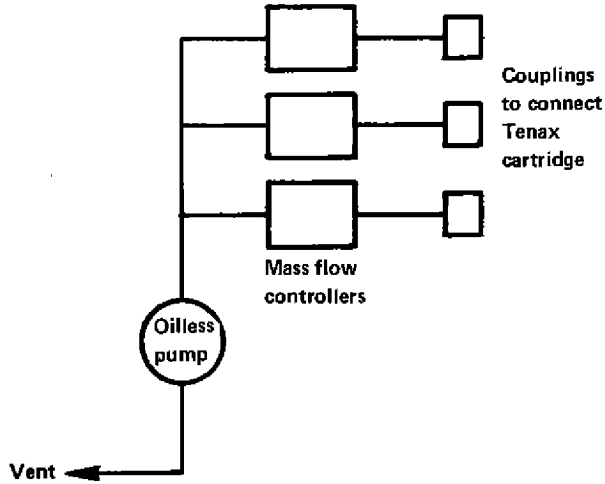 Couplings
to connect
Tenax
cartridge
Mass flow
controllers
Oilless
pump
Vent